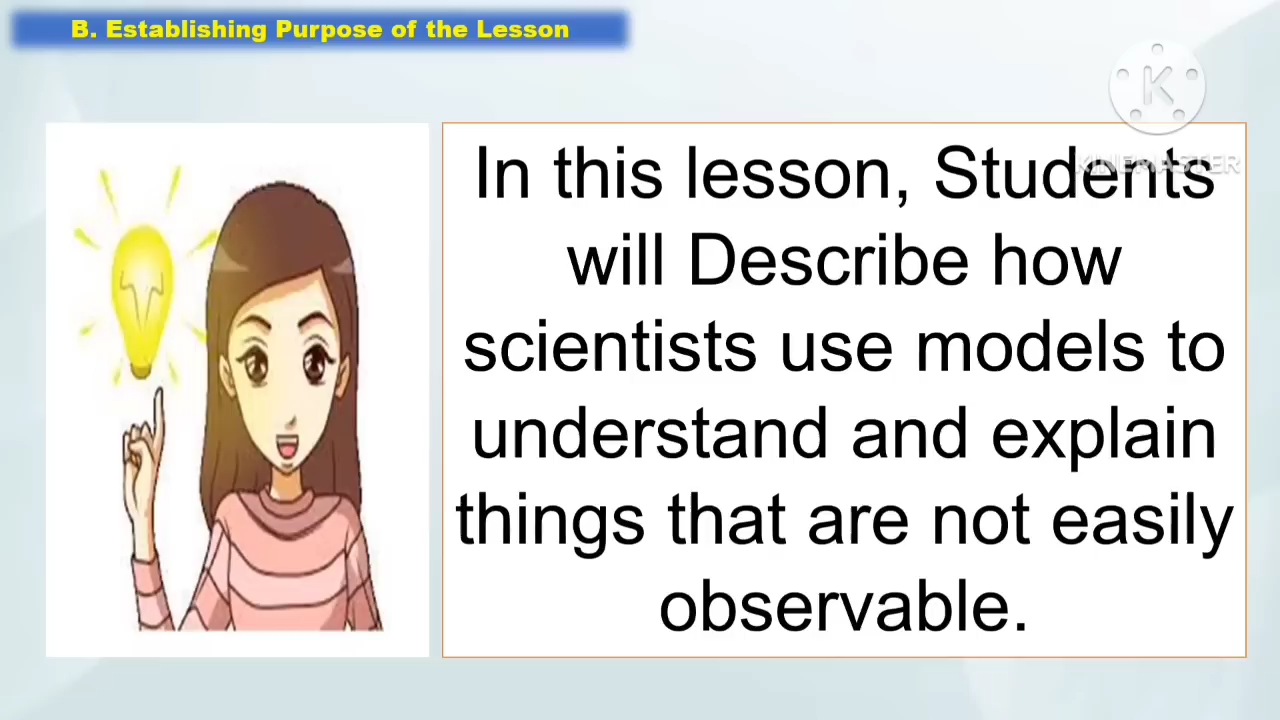 B. Establishing Purpose of the Lesson
K
KINEMASTER
In this lesson, Students
will Describe how
scientists use models to
understand and explain
things that are not easily
observable.